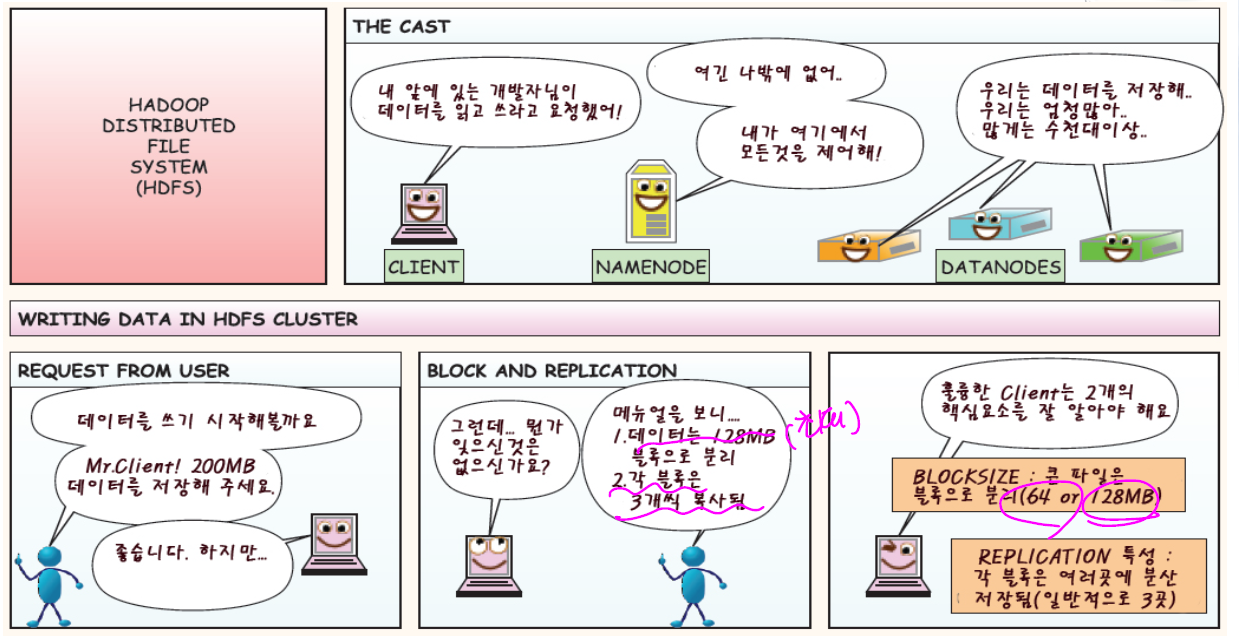 HADOOP
DISTRIBUTED
FILE
SYSTEM
(HDFS)
THE CAST
내 앞에 있는 개발자님이
데이터를 읽고 쓰라고 요청했어!
여긴 나밖에 없어..
내가 여기에서
모든것을 제어해!
우리는 데이터를 저장해..
우리는 엄청많아..
많게는 수천대이상..
CLIENT
NAMENODE
DATANODES
WRITING DATA IN HDFS CLUSTER
REQUEST FROM USER
데이터를 쓰기 시작해볼까요
Mr.Client! 200MB
데이터를 저장해 주세요.
좋습니다. 하지만...
BLOCK AND REPLICATION
그런데... 뭔가
잊으신것은
없으신가요?
메뉴얼을 보니....
1.데이터는 128MB
블록으로 분리
2.각 블록은
3개씩 복사됨
훌륭한 Client는 2개의
핵심요소를 잘 알아야 해요
BLOCKSIZE : 큰 파일은
블록으로 분리(64 or 128MB)
REPLICATION 특성 :
각 블록은 여러곳에 분산
저장됨(일반적으로 3곳)